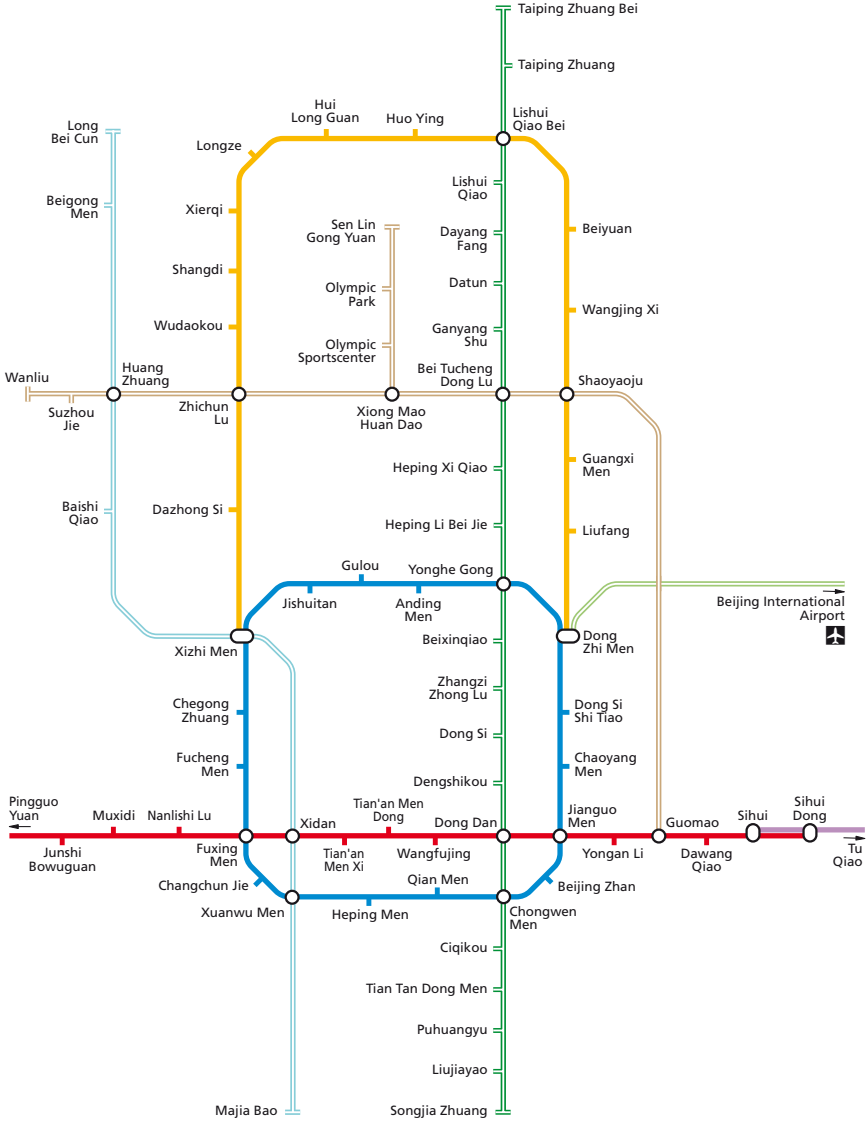 Taiping Zhuang Bei
Taiping Zhuang
Hui
Long Guan
Huo Ying
Lishui
Qiao Bei
Long
Bei Cun
Longze
Lishui
Qiao
Beigong
Men
Xierqi
Sen Lin
Gong Yuan
Dayang
Fang
Beiyuan
Shangdi
Olympic
Park
Datun
Wangjing Xi
Wudaokou
Olympic
Sportscenter
Ganyang
Shu
Wanliu
Huang
Zhuang
Bei Tucheng
Dong Lu
Shaoyaoju
Suzhou
Jie
Zhichun
Lu
Xiong Mao
Huan Dao
Heping Xi Qiao
Guangxi
Men
Baishi
Qiao
Dazhong Si
Heping Li Bei Jie
Liufang
Gulou
Yonghe Gong
Jishuitan
Anding
Men
Beijing International
Airport
Xizhi Men
Beixinqiao
Dong
Zhi Men
Zhangzi
Zhong Lu
Chegong
Zhuang
Dong Si
Shi Tiao
Dong Si
Fucheng
Men
Chaoyang
Men
Dengshikou
Pingguo
Yuan
Muxidi
Nanlishi Lu
Xidan
Tian'an Men
Dong
Dong Dan
Jianguo
Men
Guomao
Sihui
Sihui
Dong
Junshi
Bowuguan
Fuxing
Men
Tian'an
Men Xi
Wangfujing
Yongan Li
Dawang
Qiao
Tu
Qiao
Changchun Jie
Qian Men
Beijing Zhan
Xuanwu Men
Heping Men
Chongwen
Men
Ciqikou
Tian Tan Dong Men
Puhuangyu
Liujiayao
Majia Bao
Songjia Zhuang